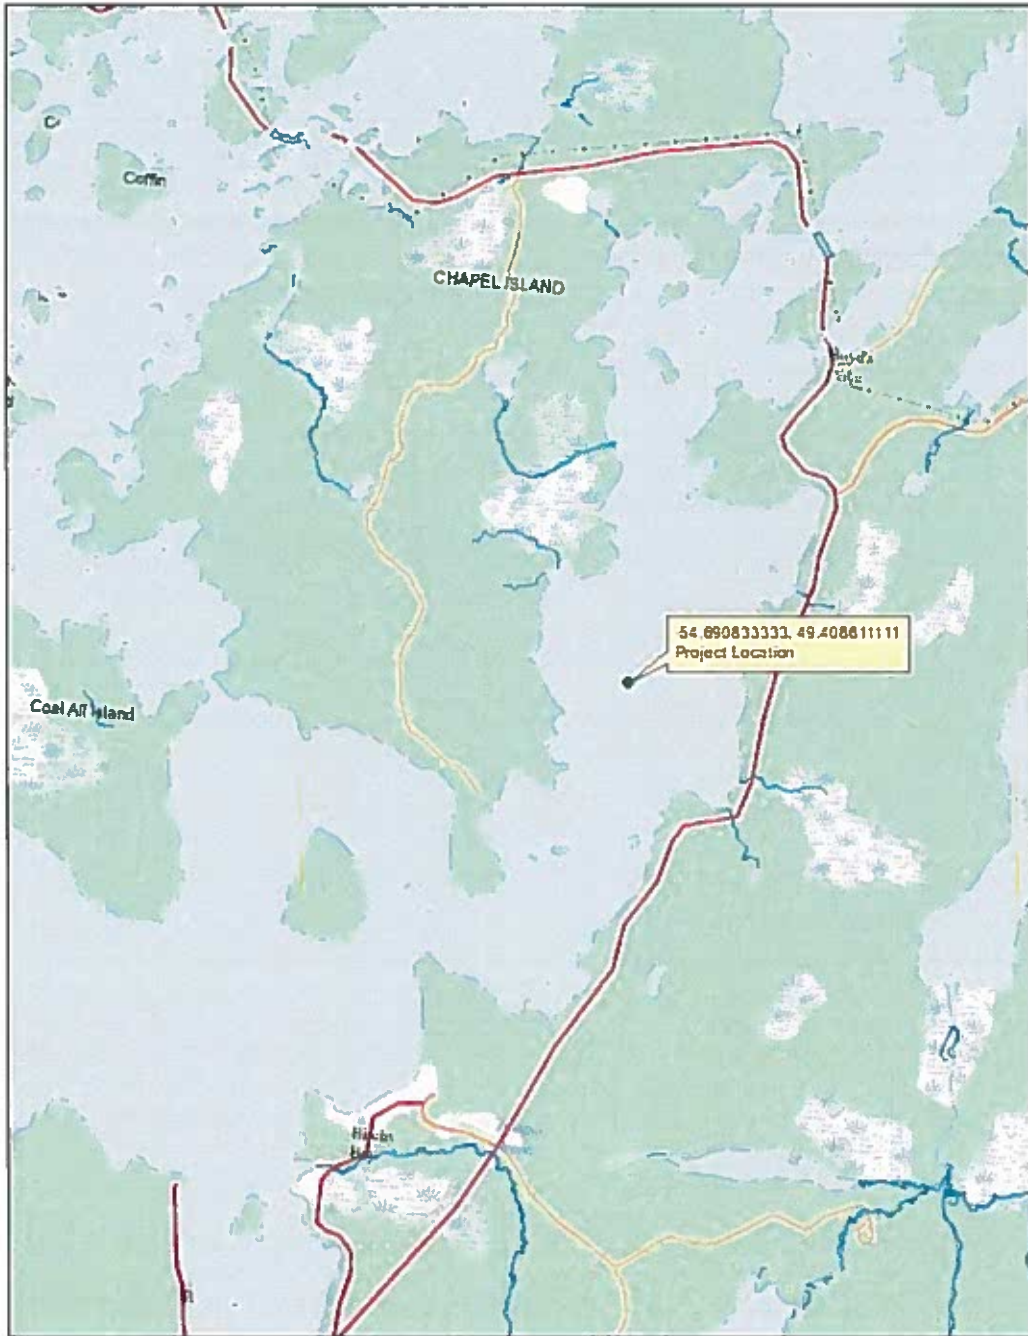 Coffin
CHAPEL ISLAND
-54.690833333, 49.408611111
Project Location
Coal All Island